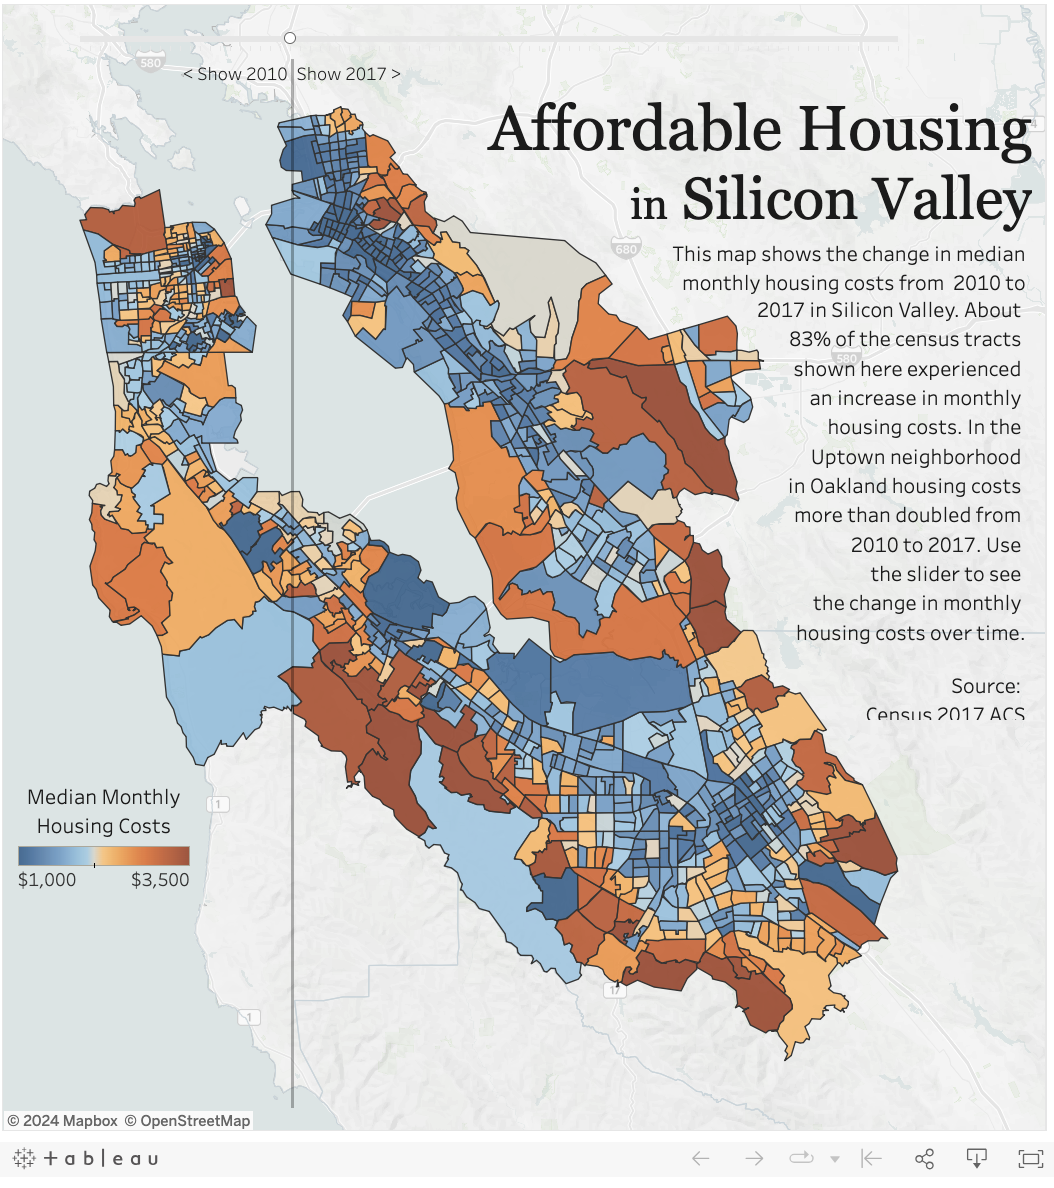 580
< Show 2010 Show 2017 >
Affordable Housing
in Silicon Valley
680
This map shows the change in median
monthly housing costs from 2010 to
2017 in Silicon Valley. About
83% of the census tracts
580
shown here experienced
an increase in monthly
housing costs. In the
Uptown neighborhood
in Oakland housing costs
more than doubled from
2010 to 2017. Use
the slider to see
the change in monthly
housing costs over time.
Source:
Census 2017 ACS
Median Monthly
Housing Costs
$1,000 $3,500
1
17
1
© 2024 Mapbox © OpenStreetMap
+ a b l e a u